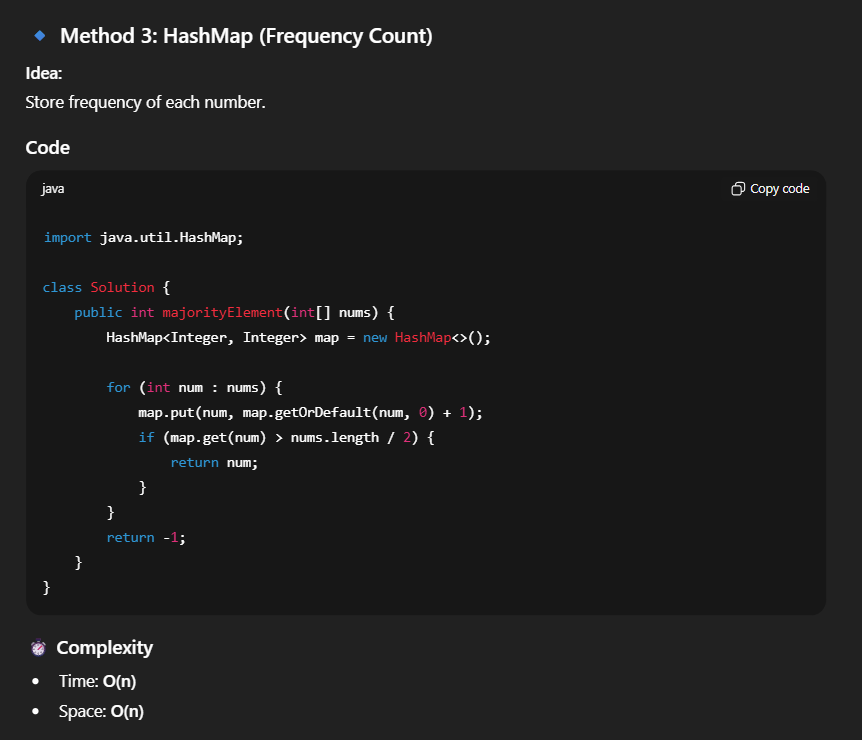 Method 3: HashMap (Frequency Count)
Idea:
Store frequency of each number.
Code
java
Copy code
import java.util.HashMap;
class Solution {
    public int majorityElement(int[] nums) {
        HashMap<Integer, Integer> map = new HashMap<>();
        for (int num : nums) {
            map.put(num, map.getOrDefault(num, 0) + 1);
            if (map.get(num) > nums.length / 2) {
                return num;
            }
        }
        return -1;
    }
}
Complexity
• Time: O(n)
• Space: O(n)